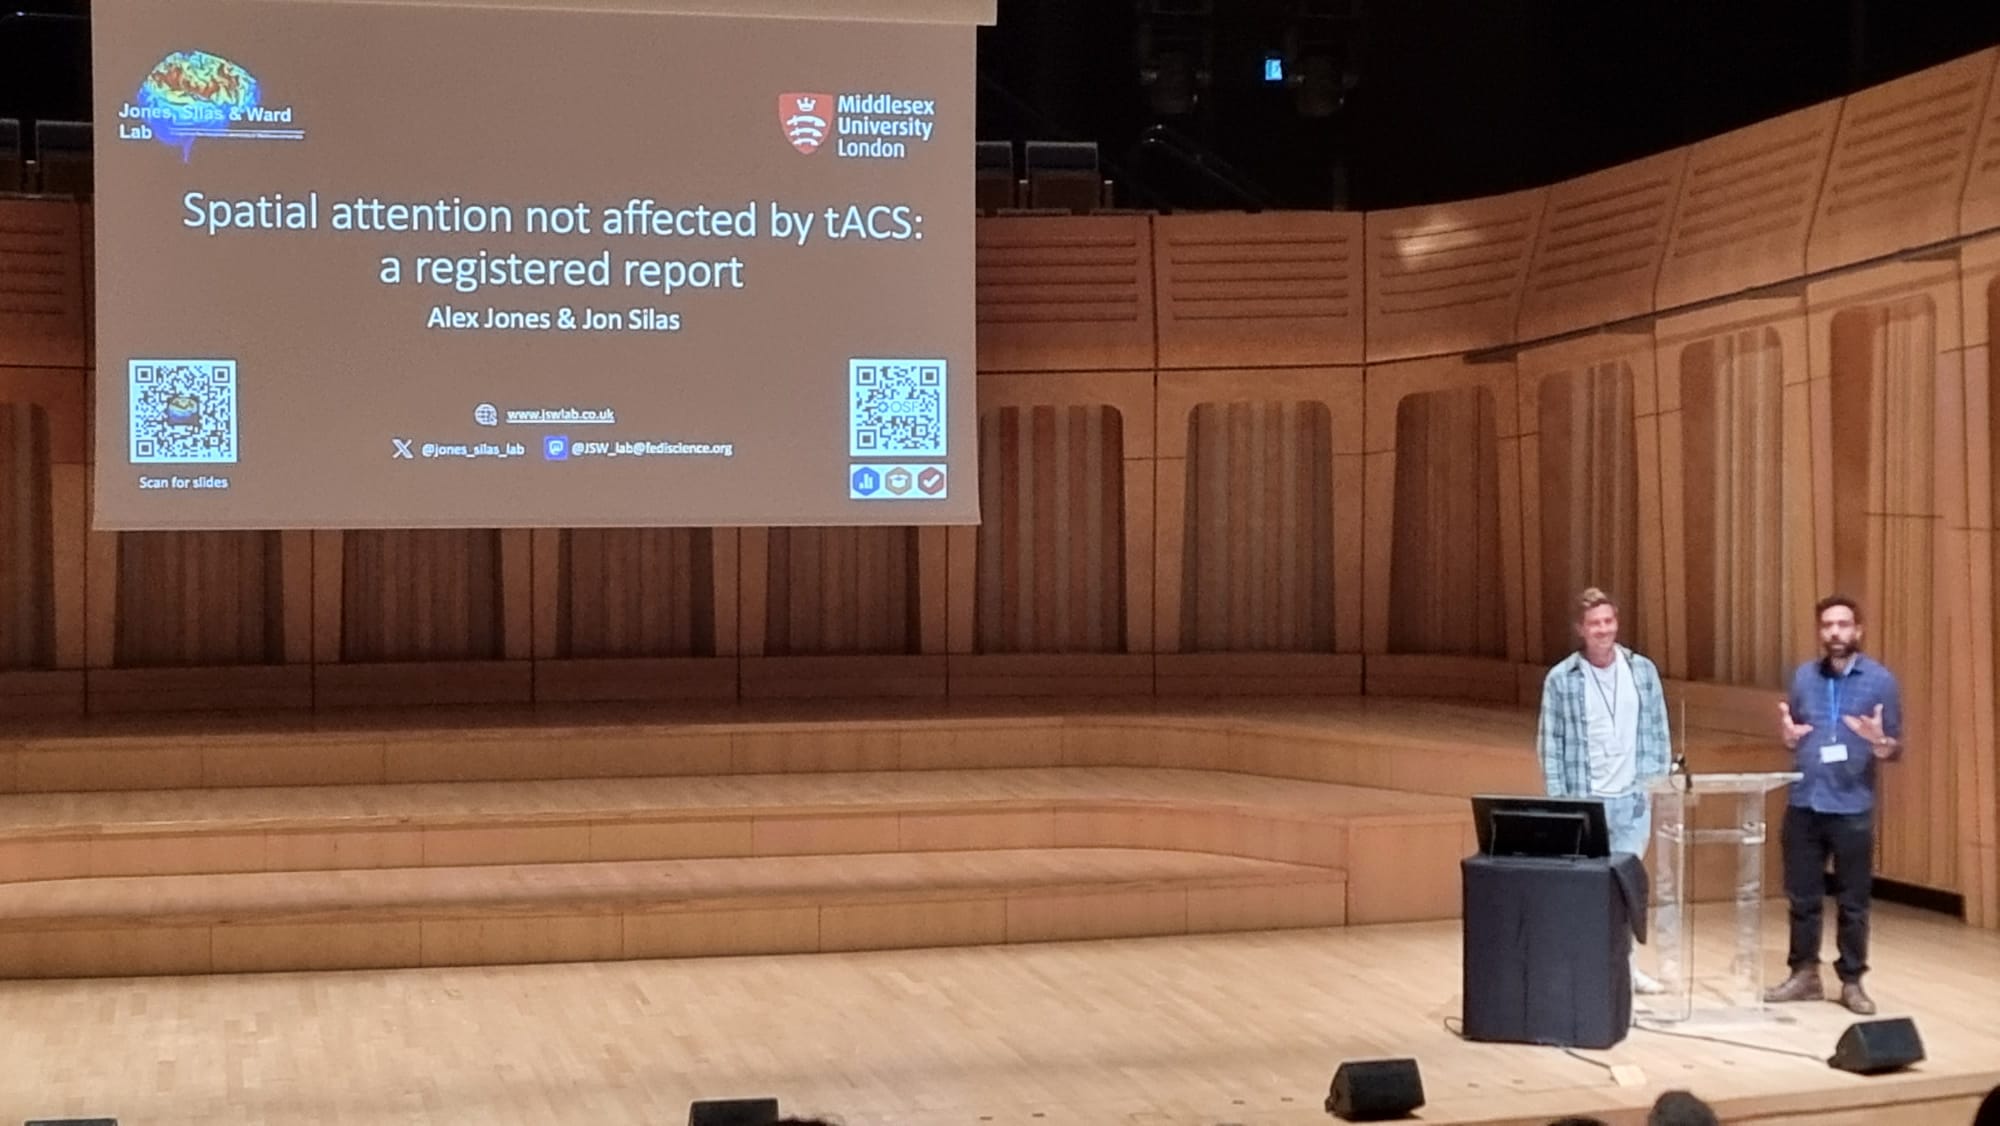 Jones, Silas & Ward
Lab
Middlesex
University
London
Spatial attention not affected by tACS:
a registered report
Alex Jones & Jon Silas
www.jswlab.co.uk
@jones_silas_lab @JSW_lab@fediscience.org
OSF
Scan for slides